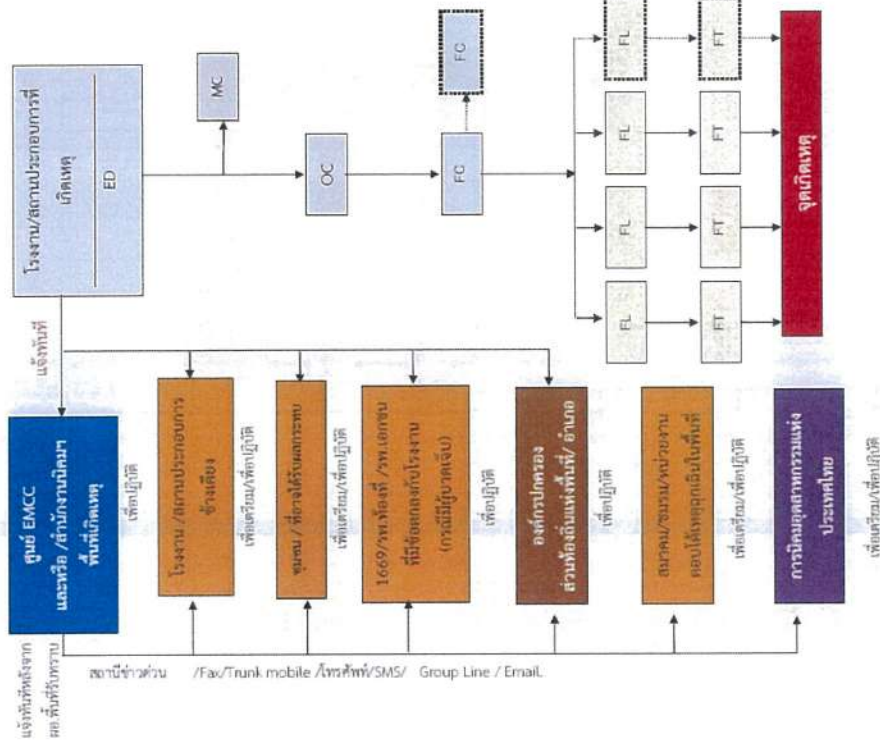 โรงงาน/สถานประกอบการที่
เกิดเหตุ
ED
MC
OC
FC
FC
FL
FL
FL
FL
FT
FT
FT
FT
จุดเกิดเหตุ
แจ้งทันที
ศูนย์ EMCC
และหรือ /สำนักงานนิคมฯ
พื้นที่เกิดเหตุ
เพื่อปฏิบัติ
โรงงาน /สถานประกอบการ
ข้างเคียง
เพื่อเตรียม/เพื่อปฏิบัติ
ชุมชน / ที่อาจได้รับผลกระทบ
เพื่อเตรียม/เพื่อปฏิบัติ
1669/รพ.ท้องที่ /รพ.เอกชน
ที่มีข้อตกลงกับโรงงาน
(กรณีมีผู้บาดเจ็บ)
เพื่อปฏิบัติ
องค์กรปกครอง
ส่วนท้องถิ่นแห่งพื้นที่/ อำเภอ
เพื่อปฏิบัติ
สมาคม/ชมรม/หน่วยงาน
ตอบโต้เหตุฉุกเฉินในพื้นที่
เพื่อเตรียม/เพื่อปฏิบัติ
การนิคมอุตสาหกรรมแห่ง
ประเทศไทย
เพื่อเตรียม/เพื่อปฏิบัติ
แจ้งทันทีหลังจาก
ผอ.พื้นที่รับทราบ
สถานีข่าวด่วน /Fax/Trunk mobile /โทรศัพท์/SMS/ Group Line / EmaiL